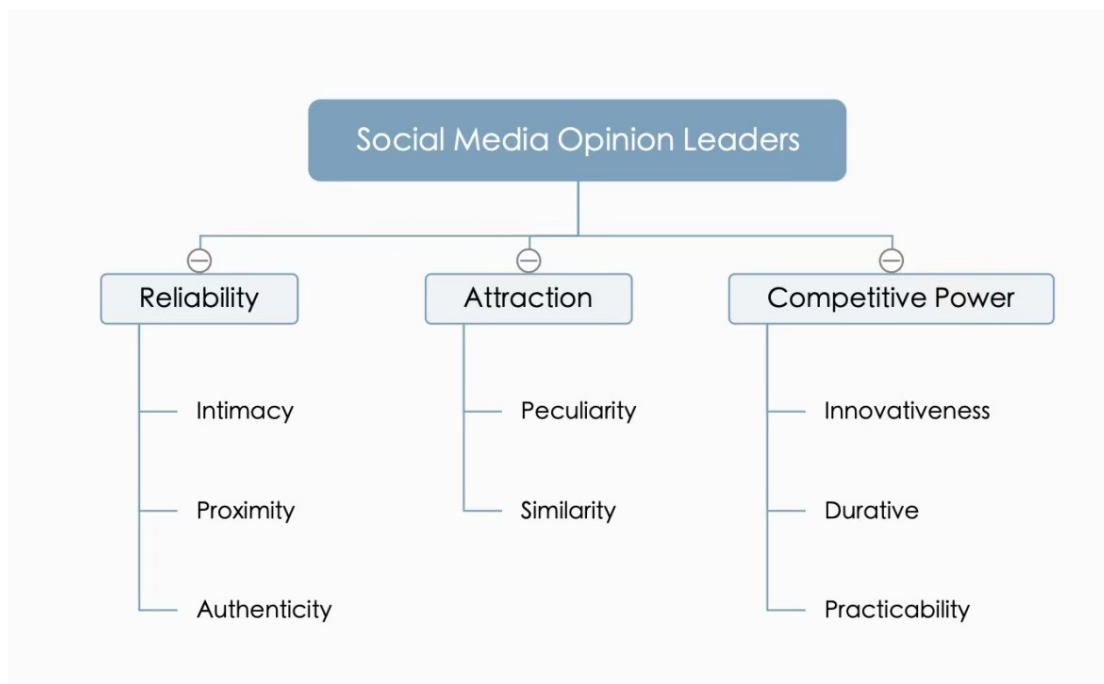 Social Media Opinion Leaders
Reliability
Intimacy
Proximity
Authenticity
Attraction
Peculiarity
Similarity
Competitive Power
Innovativeness
Durative
Practicability